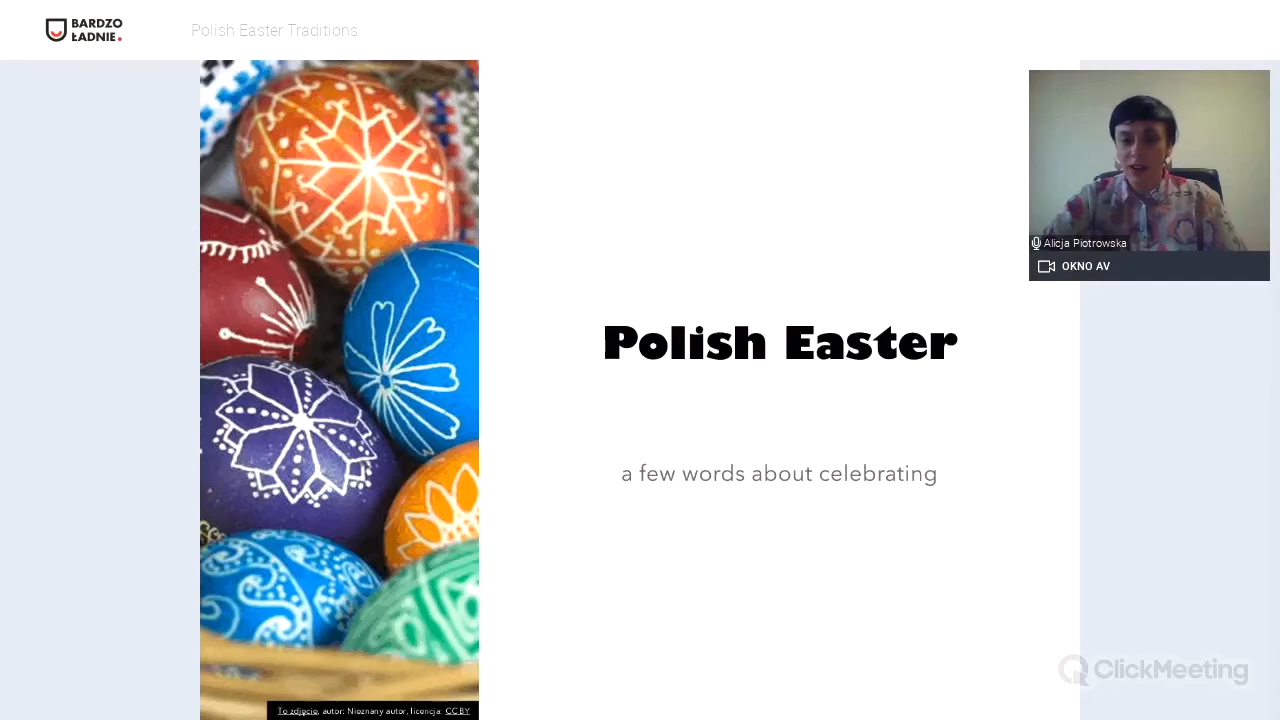 BARDZO
ŁADNIE.
Polish Easter Traditions
Alicja Piotrowska
OKNO AV
Polish Easter
a few words about celebrating
ClickMeeting
To zdjęcie, autor: Nieznany autor, licencja: CC BY